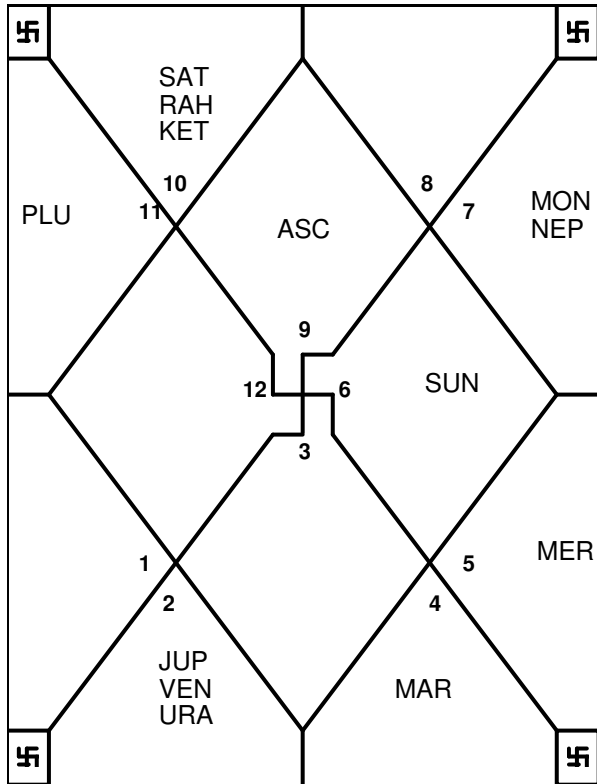 SAT
RAH
KET
10
8
PLU
11
ASC
7
MON
NEP
9
12
6
SUN
3
1
5
MER
2
4
JUP
VEN
URA
MAR